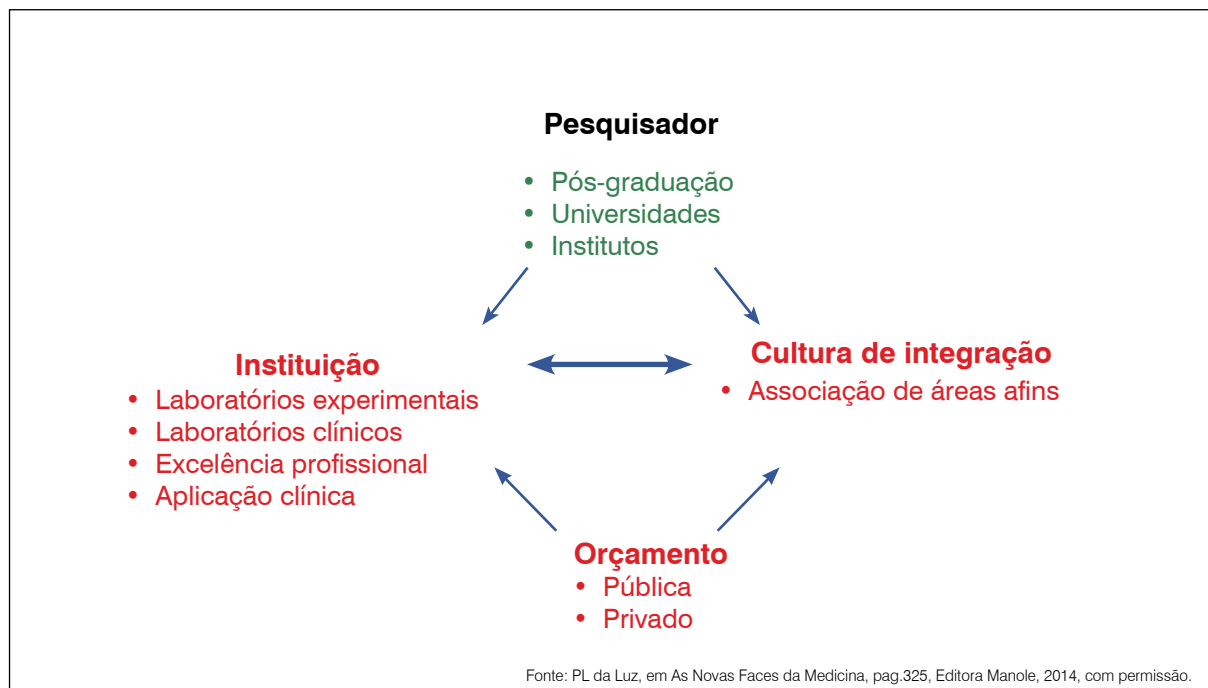 Pesquisador
• Pós-graduação
• Universidades
• Institutos
Instituição
• Laboratórios experimentais
• Laboratórios clínicos
• Excelência profissional
• Aplicação clínica
Cultura de integração
• Associação de áreas afins
Orçamento
• Pública
• Privado
Fonte: PL da Luz, em As Novas Faces da Medicina, pag.325, Editora Manole, 2014, com permissão.